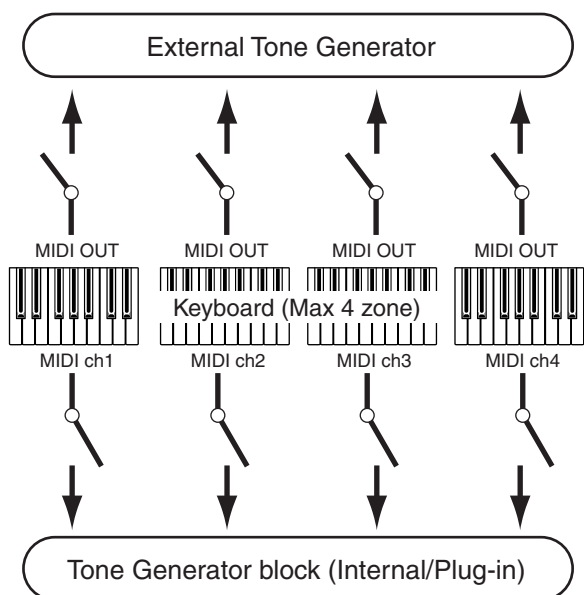 External Tone Generator
MIDI OUT MIDI OUT MIDI OUT MIDI OUT
Keyboard (Max 4 zone)
MIDI ch1 MIDI ch2 MIDI ch3 MIDI ch4
Tone Generator block (Internal/Plug-in)